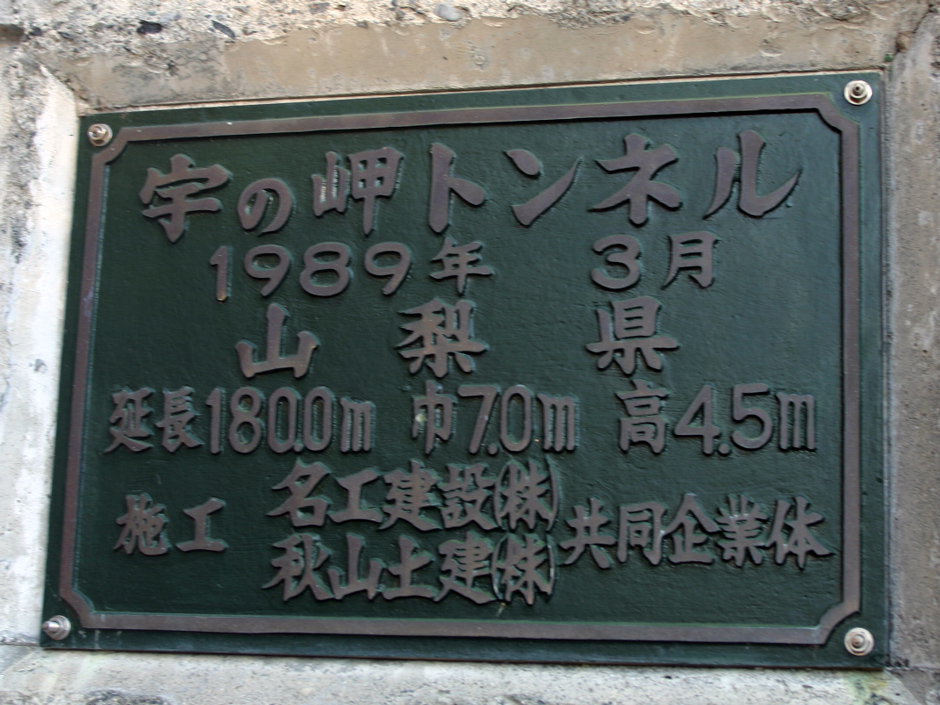 宇の岬トンネル
1989年 3月
山梨県
延長180.0m 巾7.0m 高4.5m
施工 名工建設(株) 共同企業体
秋山土建(株)